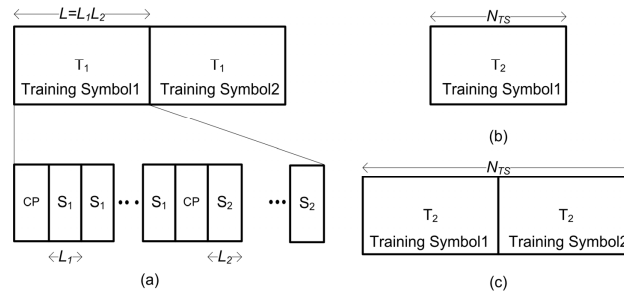 L=L1L2
T1
Training Symbol1
T1
Training Symbol2
CP
S1
S1
•••
S1
CP
S2
•••
S2
L1
L2
(a)
NTS
T2
Training Symbol1
(b)
NTS
T2
Training Symbol1
T2
Training Symbol2
(c)